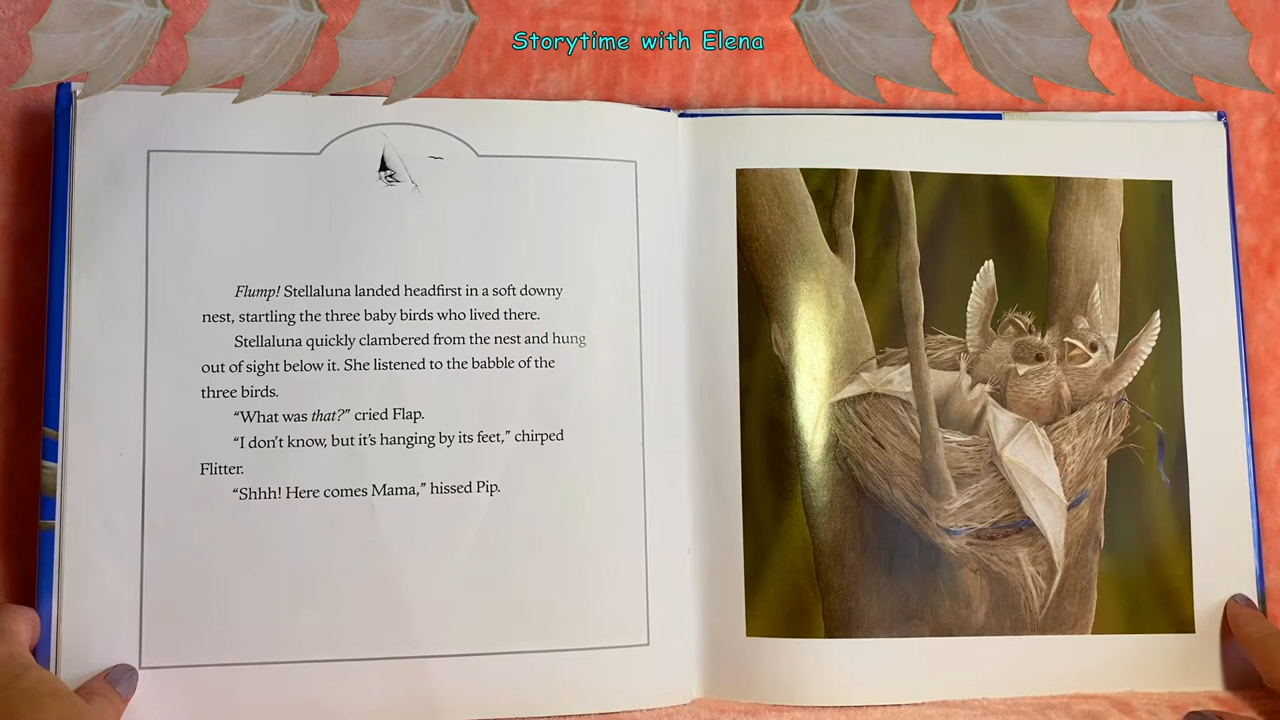 Storytime with Elena
Flump! Stellaluna landed headfirst in a soft downy
nest, startling the three baby birds who lived there.
Stellaluna quickly clambered from the nest and hung
out of sight below it. She listened to the babble of the
three birds.
“What was that?” cried Flap.
“I don’t know, but it’s hanging by its feet,” chirped
Flitter.
“Shhh! Here comes Mama,” hissed Pip.